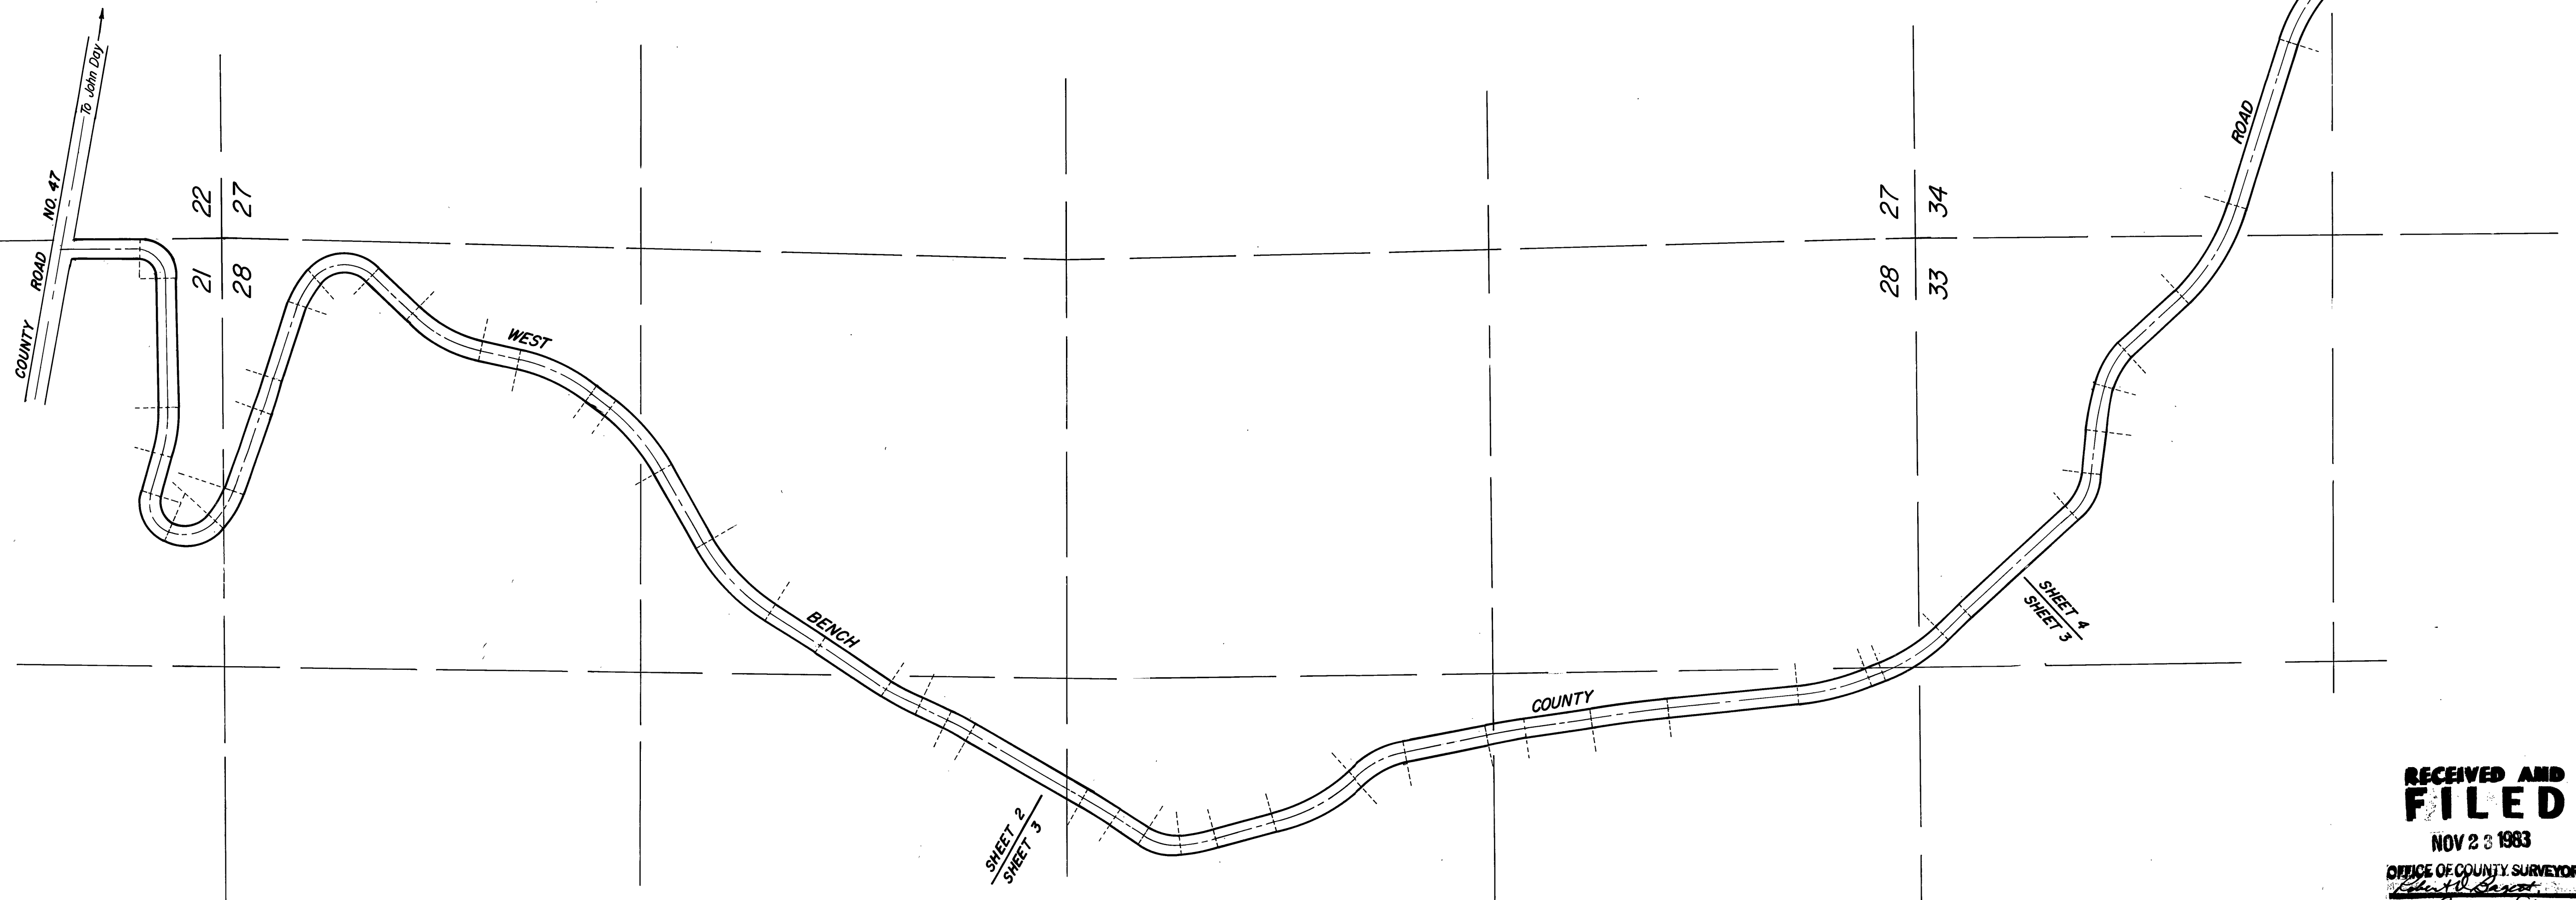 To John Day
COUNTY ROAD NO. 47
22 27
21 28
WEST
BENCH
COUNTY
ROAD
27 34
28 33
SHEET 2
SHEET 3
SHEET 4
SHEET 3
RECEIVED AND
FILED
NOV 23 1983
OFFICE OF COUNTY SURVEYOR